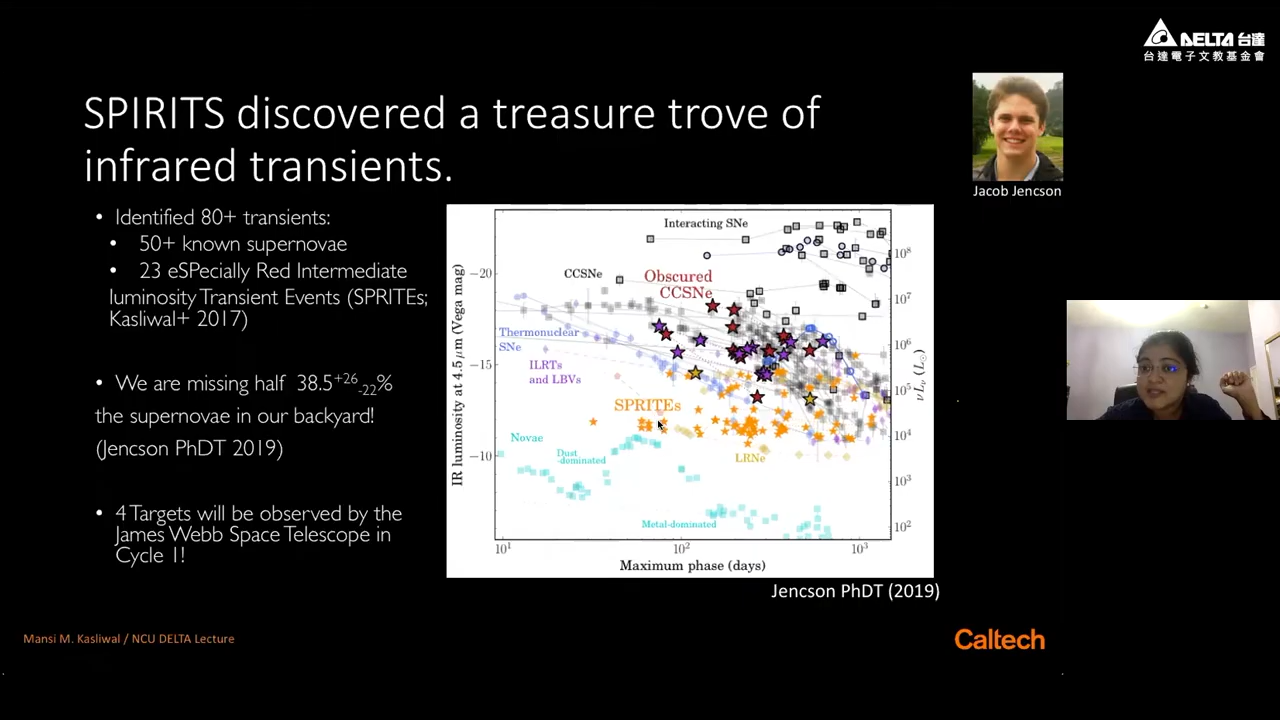 DELTA 台達
台達電子文教基金會
SPIRITS discovered a treasure trove of
infrared transients.
Jacob Jencson
• Identified 80+ transients:
• 50+ known supernovae
• 23 eSPecially Red Intermediate
luminosity Transient Events (SPRITEs;
Kasliwal+ 2017)
• We are missing half 38.5+26-22%
the supernovae in our backyard!
(Jencson PhDT 2019)
• 4 Targets will be observed by the
James Webb Space Telescope in
Cycle 1!
IR luminosity at 4.5 μm (Vega mag)
−20
−15
−10
Interacting SNe
CCSNe
Obscured
CCSNe
Thermonuclear
SNe
ILRTs
and LBVs
SPRITEs
Novae
Dust
-dominated
LRNe
Metal-dominated
10⁸
10⁷
10⁶
10⁵
10⁴
10³
10²
νLν (L⊙)
10¹
10²
10³
Maximum phase (days)
Jencson PhDT (2019)
Mansi M. Kasliwal / NCU DELTA Lecture
Caltech